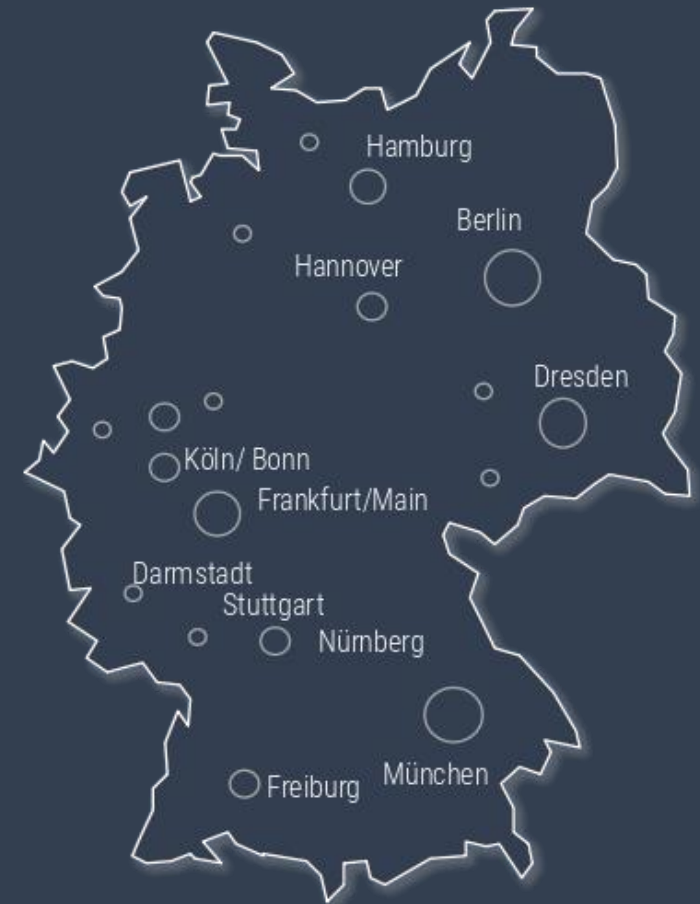 Hamburg
Berlin
Hannover
Dresden
Köln/ Bonn
Frankfurt/Main
Darmstadt
Stuttgart
Nürnberg
München
Freiburg